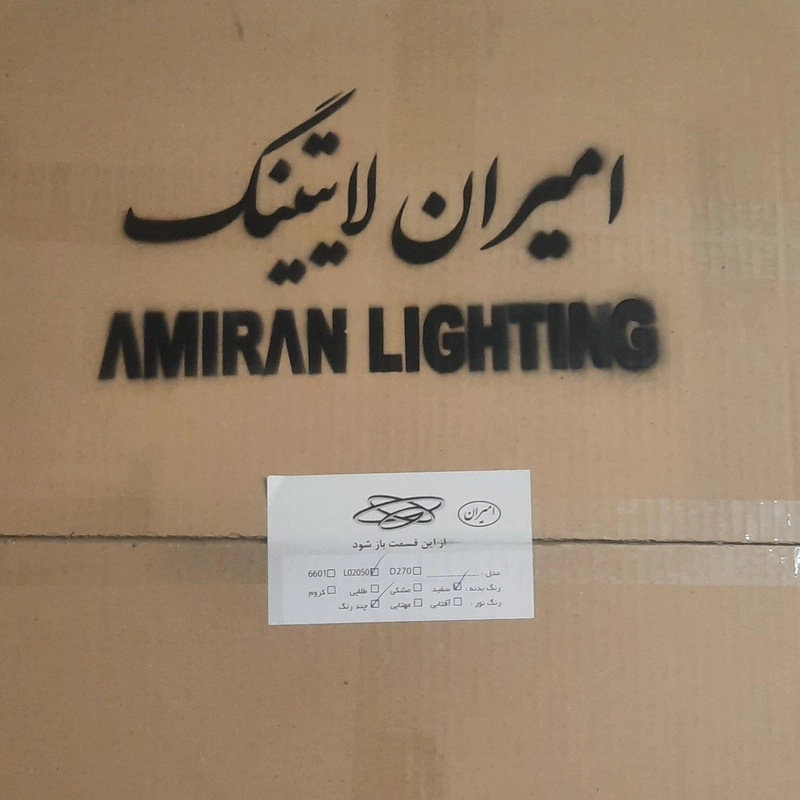 امیران لایتینگ
AMIRAN LIGHTING
امیران
از این قسمت باز شود
مدل : ............ D270☐ L02050☑ 6601☐
رنگ بدنه : ☑سفید ☐مشکی ☐طلایی ☐کروم
رنگ نور : ☐آفتابی ☐مهتابی ☑چند رنگ